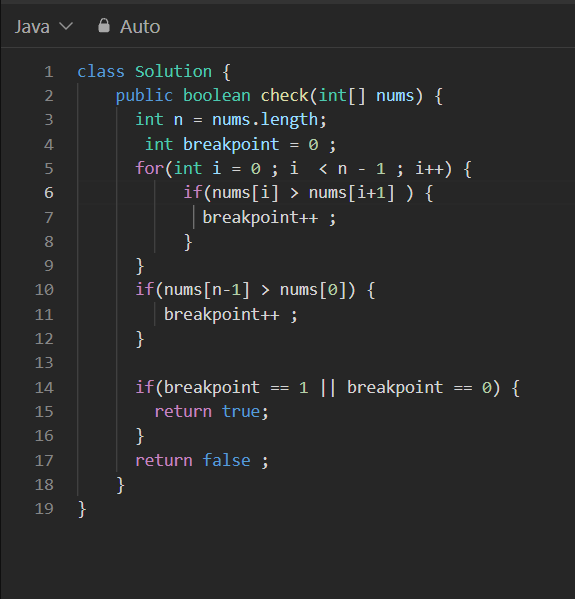 Java Auto
1 class Solution {
2 public boolean check(int[] nums) {
3 int n = nums.length;
4 int breakpoint = 0 ;
5 for(int i = 0 ; i  < n - 1 ; i++) {
6 if(nums[i] > nums[i+1] ) {
7 breakpoint++ ;
8 }
9 }
10 if(nums[n-1] > nums[0]) {
11 breakpoint++ ;
12 }
13
14 if(breakpoint == 1 || breakpoint == 0) {
15 return true;
16 }
17 return false ;
18 }
19 }